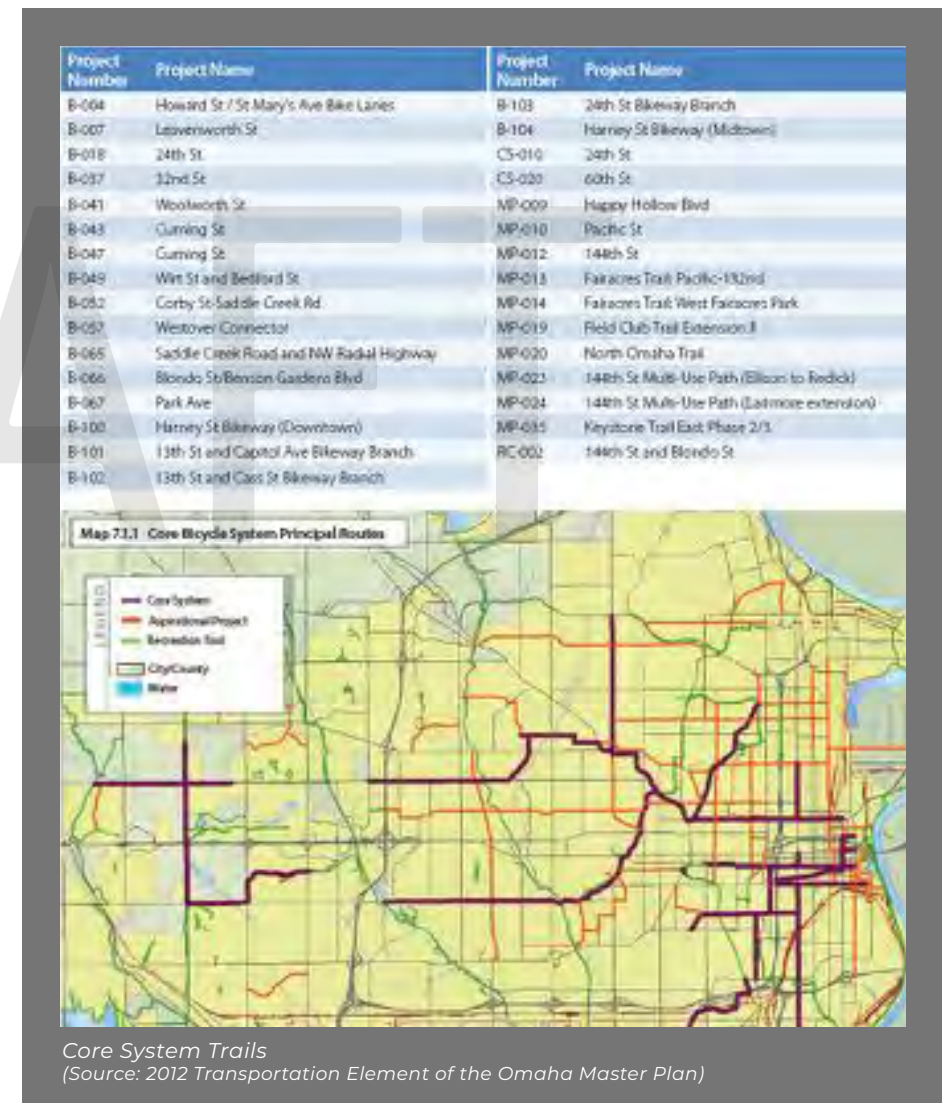 Project Number Project Name
B-004 Howard St / St Mary's Ave Bike Lanes
B-007 Leavenworth St
B-018 24th St
B-037 32nd St
B-041 Woolworth St
B-043 Cuming St
B-047 Cuming St
B-049 Wirt St and Bedford St
B-052 Corby St-Saddle Creek Rd
B-057 Westover Connector
B-065 Saddle Creek Road and NW Radial Highway
B-066 Blondo St/Benson Gardens Blvd
B-067 Park Ave
B-100 Harney St Bikeway (Downtown)
B-101 13th St and Capitol Ave Bikeway Branch
B-102 13th St and Cass St Bikeway Branch
Project Number Project Name
B-103 24th St Bikeway Branch
B-104 Harney St Bikeway (Midtown)
CS-010 24th St
CS-020 60th St
MP-009 Happy Hollow Blvd
MP-010 Pacific St
MP-012 144th St
MP-013 Fairacres Trail: Pacific-192nd
MP-014 Fairacres Trail: West Fairacres Park
MP-019 Field Club Trail Extension II
MP-020 North Omaha Trail
MP-023 144th St Multi-Use Path (Ellison to Redick)
MP-024 144th St Multi-Use Path (Larimore extension)
MP-035 Keystone Trail East Phase 2/3
RC-002 144th St and Blondo St
Map 7.1.1 Core Bicycle System Principal Routes
LEGEND
Core System
Aspirational Project
Recreation Trail
City/County
Water
Core System Trails
(Source: 2012 Transportation Element of the Omaha Master Plan)